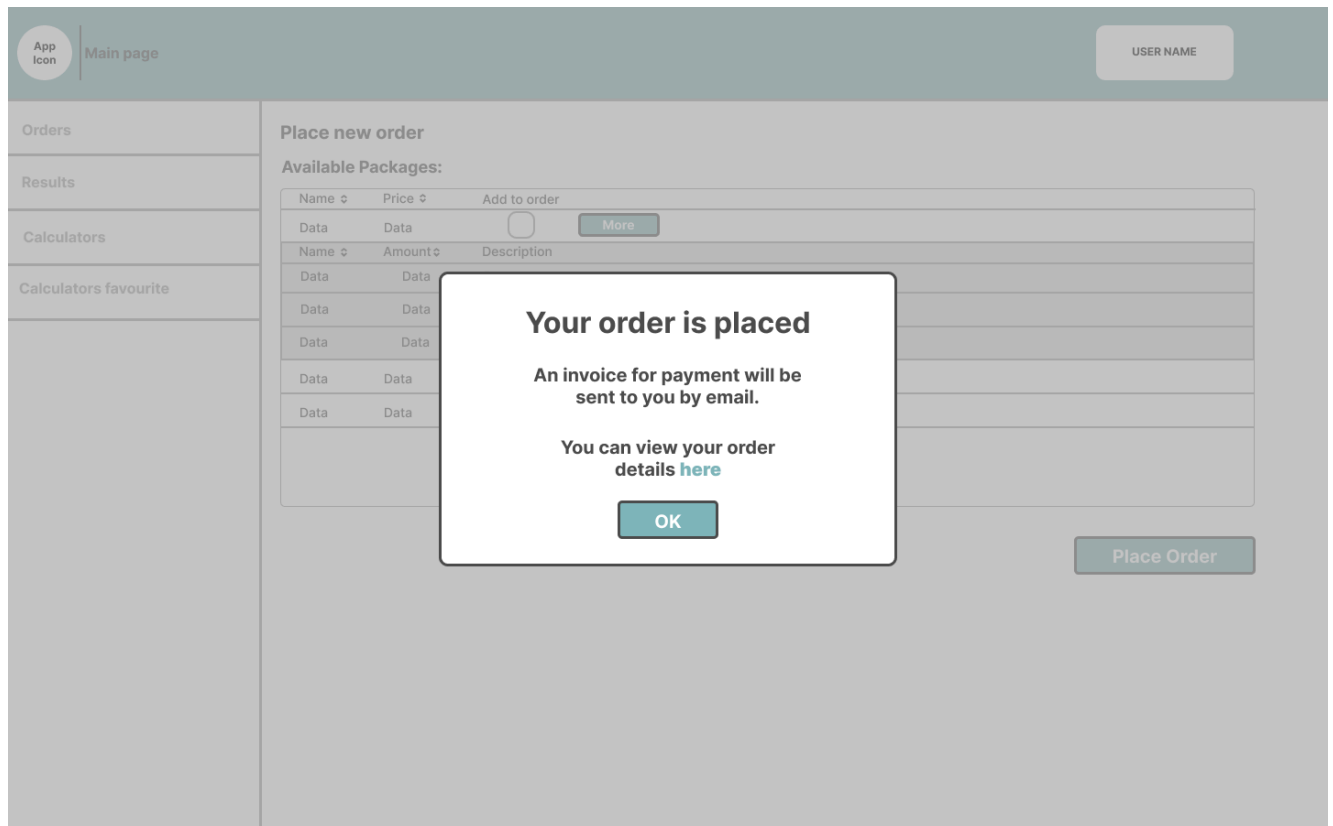 App
Icon
Main page
USER NAME
Orders
Results
Calculators
Calculators favourite
Place new order
Available Packages:
Name Price Add to order
Data Data More
Name Amount Description
Data Data
Data Data
Data Data
Data Data
Data Data
Your order is placed
An invoice for payment will be
sent to you by email.
You can view your order
details here
OK
Place Order